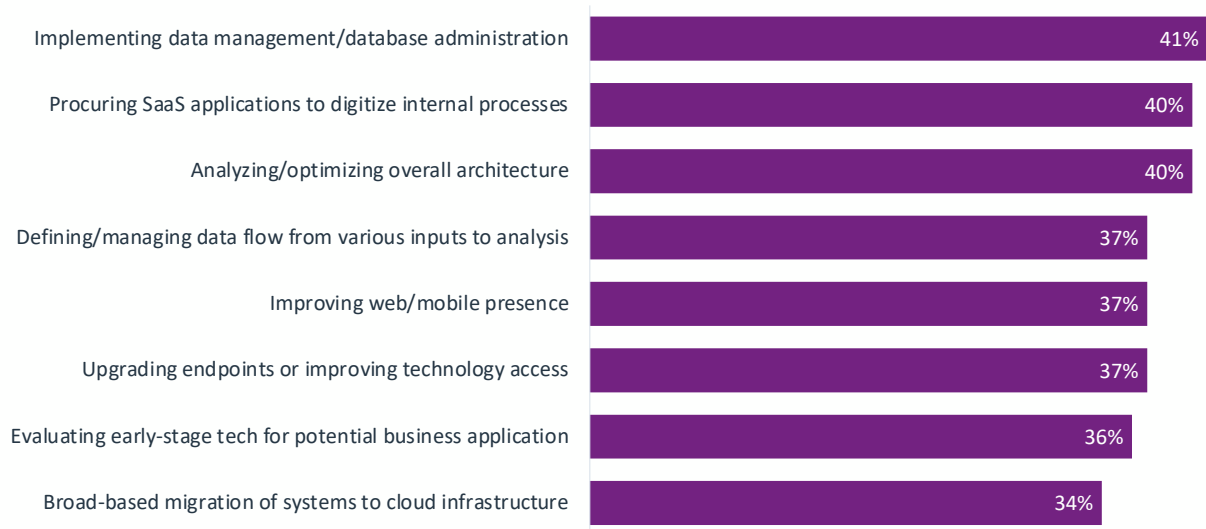 Implementing data management/database administration 41%
Procuring SaaS applications to digitize internal processes 40%
Analyzing/optimizing overall architecture 40%
Defining/managing data flow from various inputs to analysis 37%
Improving web/mobile presence 37%
Upgrading endpoints or improving technology access 37%
Evaluating early-stage tech for potential business application 36%
Broad-based migration of systems to cloud infrastructure 34%